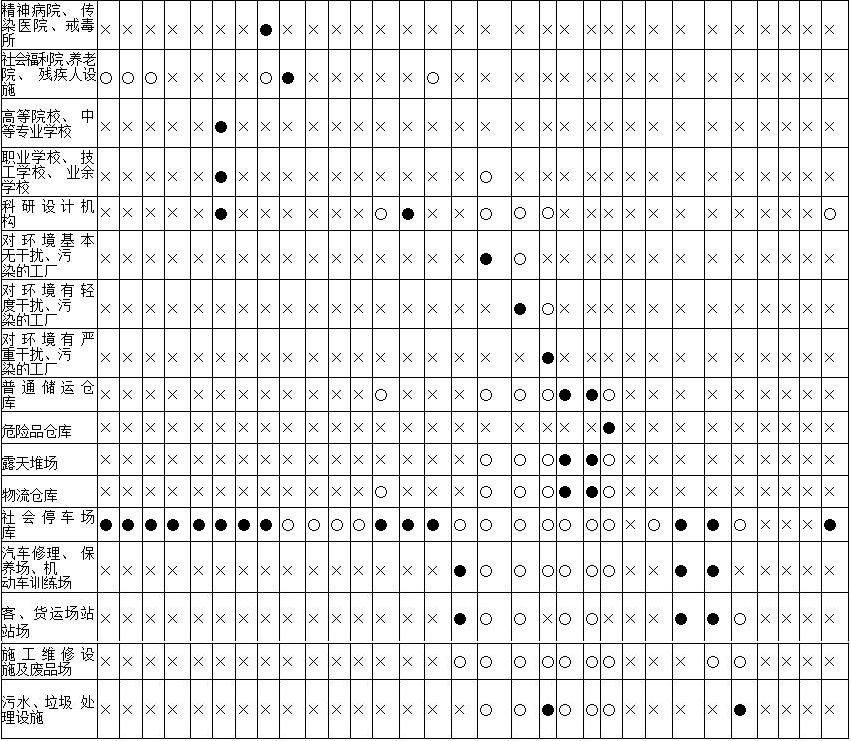 精神病院、 传
染医院、戒毒
所
社会福利院、养老
院、 残疾人设
施
高等院校、 中
等专业学校
职业学校、 技
工学校、 业余
学校
科研设计机
构
对环境基本
无干扰、污
染的工厂
对环境有轻
度干扰、污
染的工厂
对环境有严
重干扰、污
染的工厂
普通储运仓
库
危险品仓库
露天堆场
物流仓库
社会停车场
库
汽车修理、 保
养场、机
动车训练场
客、货运场站
站场
施工维修设
施及废品场
污水、垃圾 处
理设施